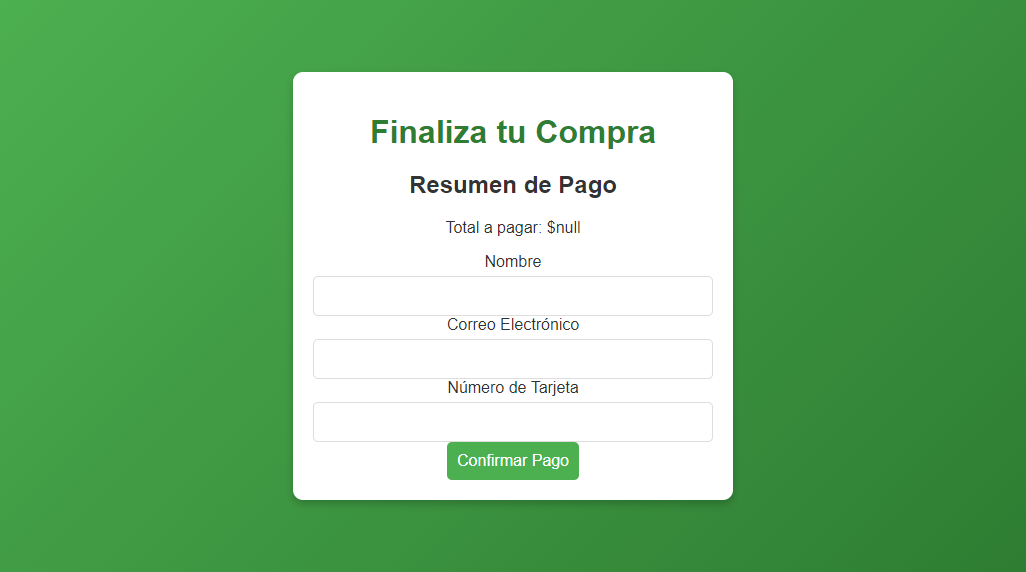 Finaliza tu Compra
Resumen de Pago
Total a pagar: $null
Nombre
Correo Electrónico
Número de Tarjeta
Confirmar Pago